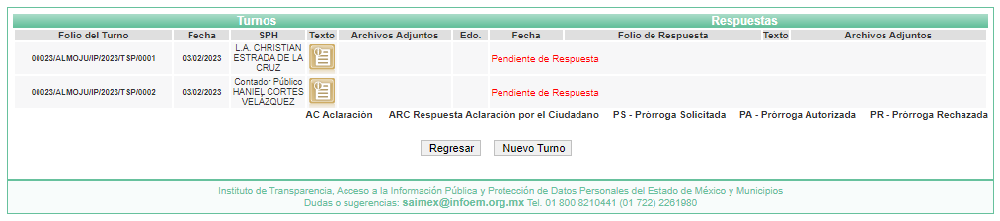 Turnos Respuestas
Folio del Turno Fecha SPH Texto Archivos Adjuntos Edo. Fecha Folio de Respuesta Texto Archivos Adjuntos
00023/ALMOJU/IP/2023/TSP/0001 03/02/2023 L.A. CHRISTIAN
ESTRADA DE LA
CRUZ
Pendiente de Respuesta
00023/ALMOJU/IP/2023/TSP/0002 03/02/2023 Contador Público
HANIEL CORTES
VELÁZQUEZ
Pendiente de Respuesta
AC Aclaración ARC Respuesta Aclaración por el Ciudadano PS - Prórroga Solicitada PA - Prórroga Autorizada PR - Prórroga Rechazada
Regresar Nuevo Turno
Instituto de Transparencia, Acceso a la Información Pública y Protección de Datos Personales del Estado de México y Municipios
Dudas o sugerencias: saimex@infoem.org.mx Tel. 01 800 8210441 (01 722) 2261980